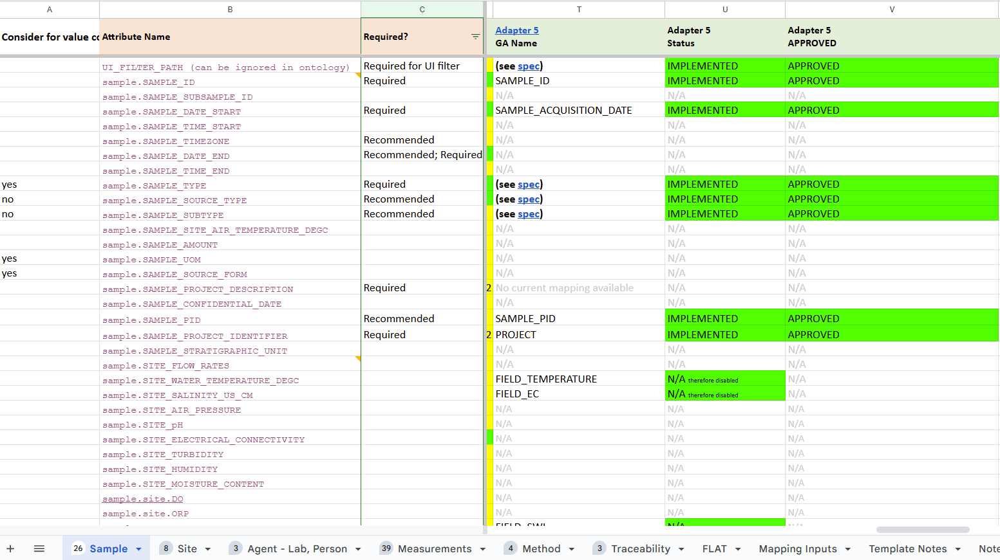 A B C T U V
Consider for value co Attribute Name Required? Adapter 5 Adapter 5 Adapter 5
GA Name Status APPROVED
UI_FILTER_PATH (can be ignored in ontology) Required for UI filter (see spec) IMPLEMENTED APPROVED
sample.SAMPLE_ID Required SAMPLE_ID IMPLEMENTED APPROVED
sample.SAMPLE_SUBSAMPLE_ID N/A N/A N/A
sample.SAMPLE_DATE_START Required SAMPLE_ACQUISITION_DATE IMPLEMENTED APPROVED
sample.SAMPLE_TIME_START N/A N/A N/A
sample.SAMPLE_TIMEZONE Recommended N/A N/A N/A
sample.SAMPLE_DATE_END Recommended; Required N/A N/A N/A
sample.SAMPLE_TIME_END N/A N/A N/A
yes sample.SAMPLE_TYPE Required (see spec) IMPLEMENTED APPROVED
no sample.SAMPLE_SOURCE_TYPE Recommended (see spec) IMPLEMENTED APPROVED
no sample.SAMPLE_SUBTYPE Recommended (see spec) IMPLEMENTED APPROVED
sample.SAMPLE_SITE_AIR_TEMPERATURE_DEGC N/A N/A N/A
sample.SAMPLE_AMOUNT N/A N/A N/A
yes sample.SAMPLE_UOM N/A N/A N/A
yes sample.SAMPLE_SOURCE_FORM N/A N/A N/A
sample.SAMPLE_PROJECT_DESCRIPTION Required 2 No current mapping available N/A N/A
sample.SAMPLE_CONFIDENTIAL_DATE N/A N/A N/A
sample.SAMPLE_PID Recommended SAMPLE_PID IMPLEMENTED APPROVED
sample.SAMPLE_PROJECT_IDENTIFIER Required 2 PROJECT IMPLEMENTED APPROVED
sample.SAMPLE_STRATIGRAPHIC_UNIT N/A N/A N/A
sample.SITE_FLOW_RATES N/A N/A N/A
sample.SITE_WATER_TEMPERATURE_DEGC FIELD_TEMPERATURE N/A therefore disabled N/A
sample.SITE_SALINITY_US_CM FIELD_EC N/A therefore disabled N/A
sample.SITE_AIR_PRESSURE N/A N/A N/A
sample.SITE_pH N/A N/A N/A
sample.SITE_ELECTRICAL_CONNECTIVITY N/A N/A N/A
sample.SITE_TURBIDITY N/A N/A N/A
sample.SITE_HUMIDITY N/A N/A N/A
sample.SITE_MOISTURE_CONTENT N/A N/A N/A
sample.site.DO N/A N/A N/A
sample.site.ORP N/A N/A N/A
26 Sample 8 Site 3 Agent - Lab, Person 39 Measurements 4 Method 3 Traceability FLAT Mapping Inputs Template Notes Note